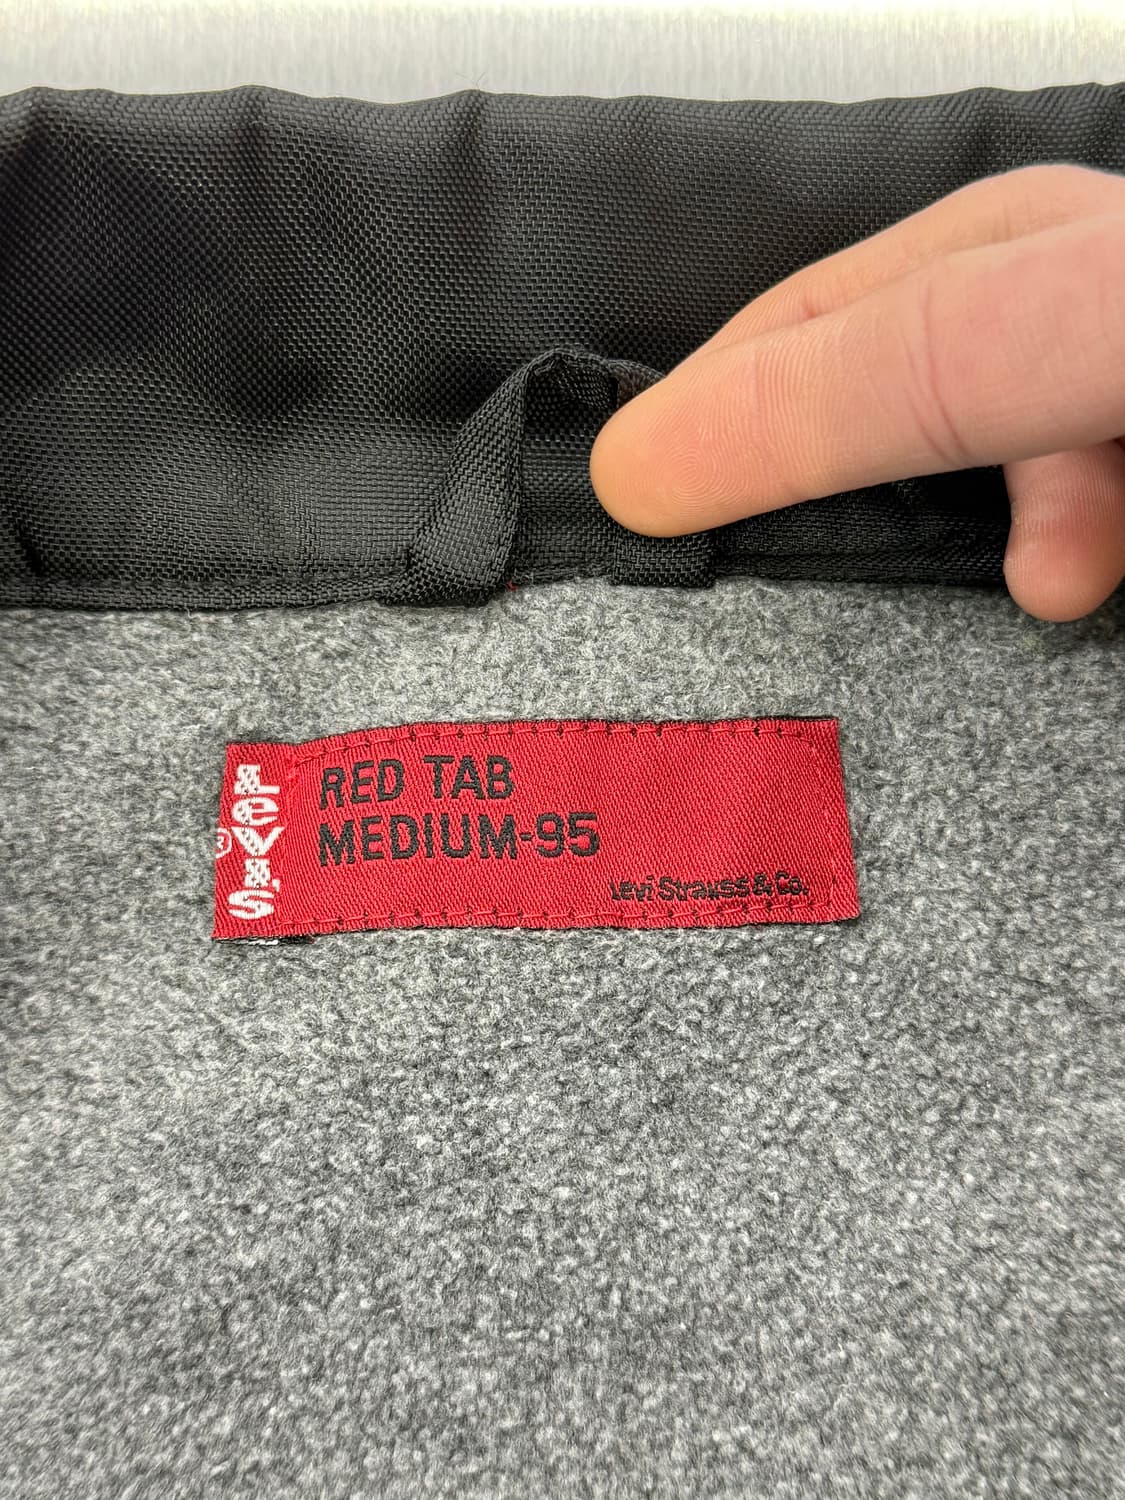 Levi's®
RED TAB
MEDIUM-95
Levi Strauss & Co.